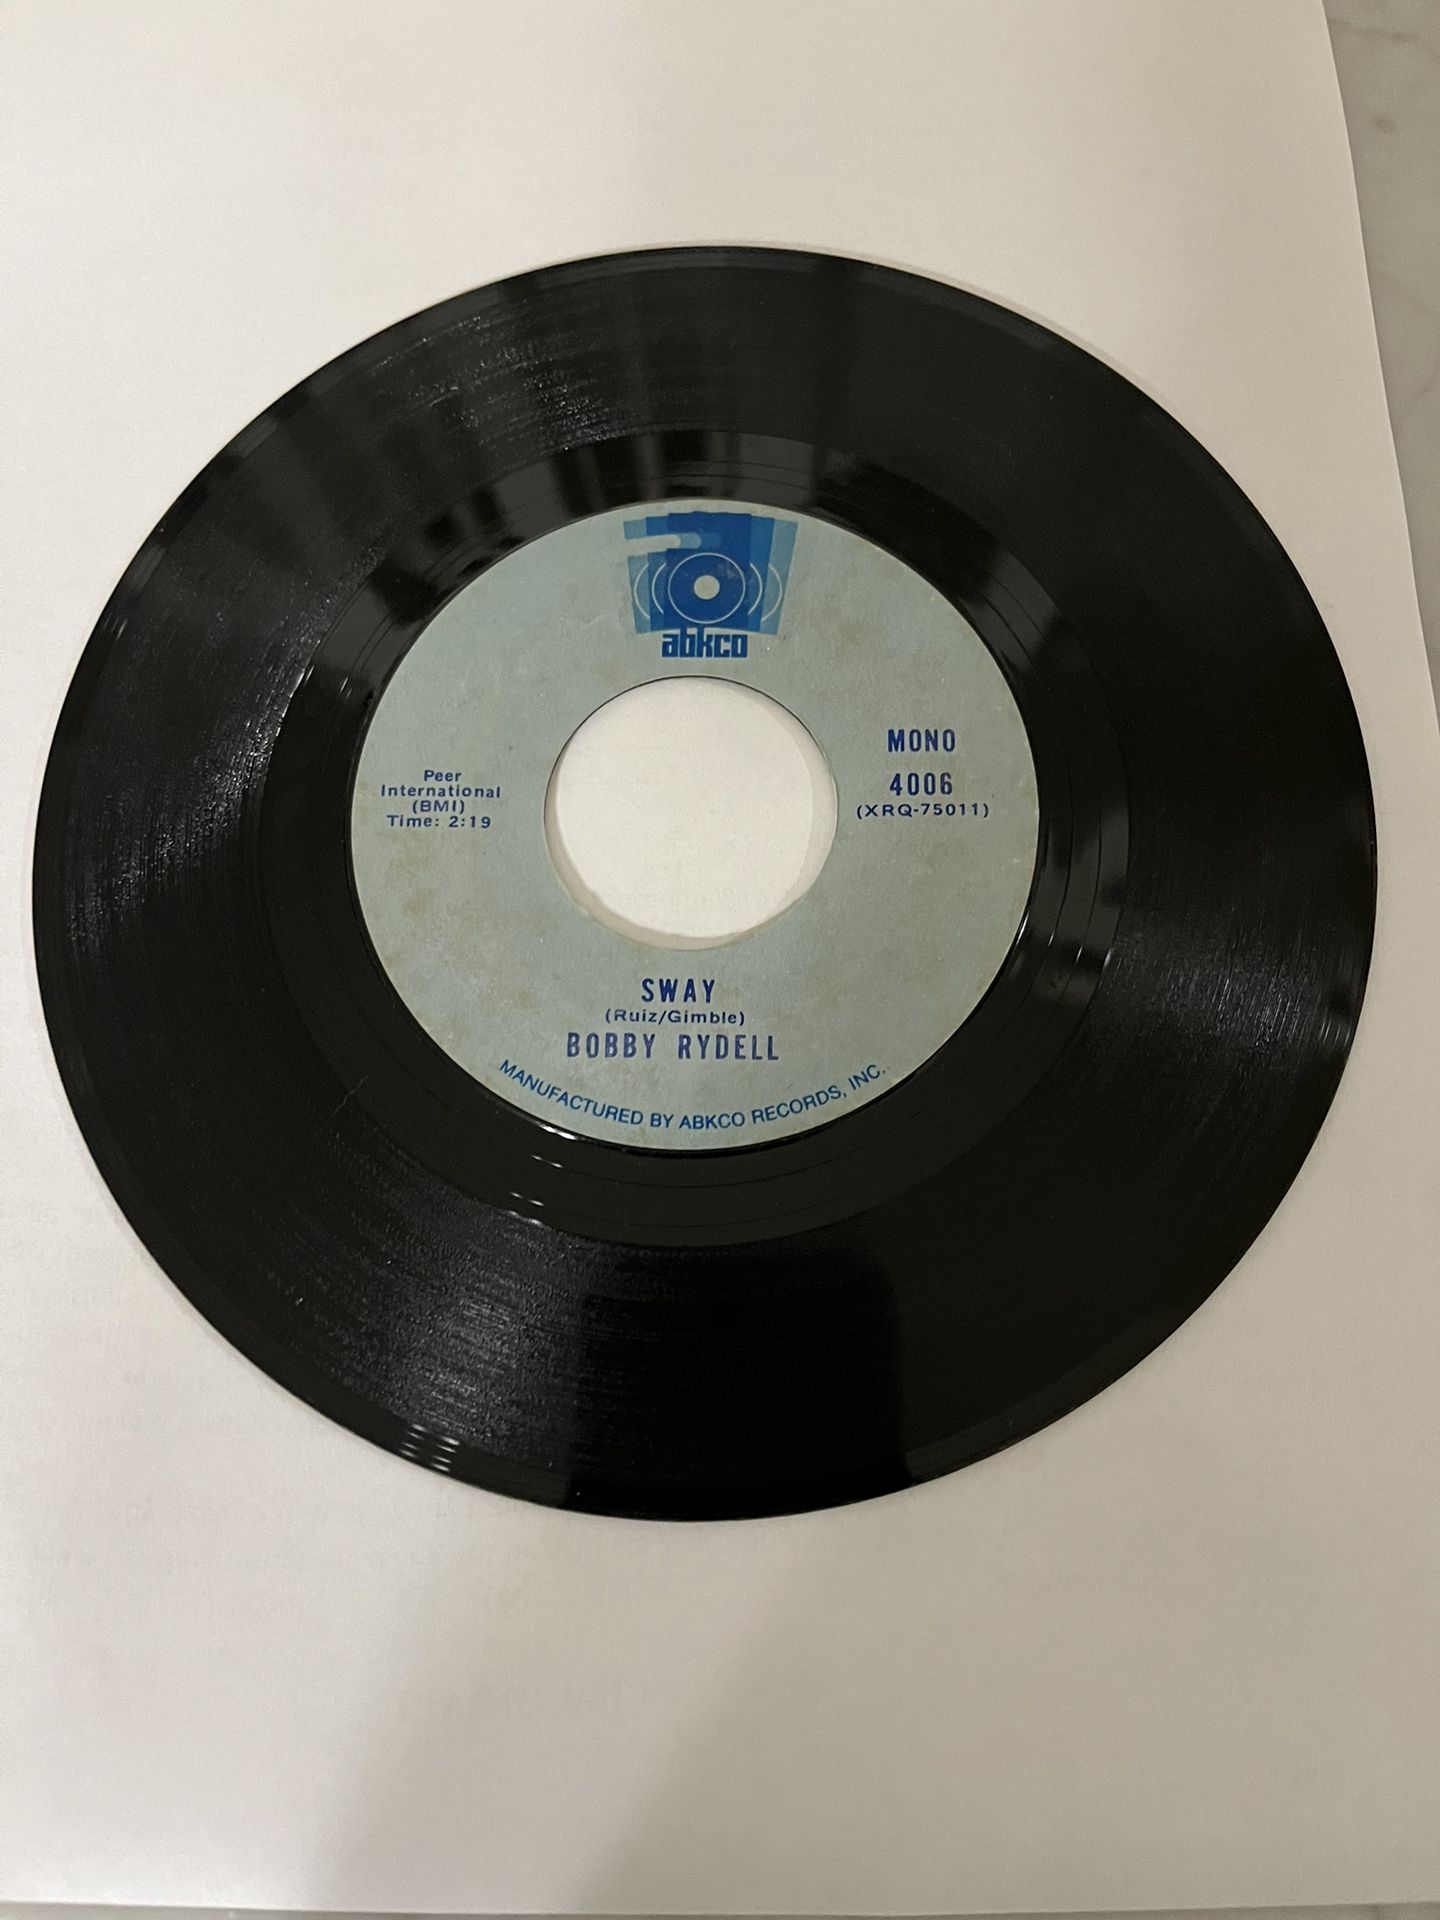 abkco
MONO
4006
(XRQ-75011)
Peer
International
(BMI)
Time: 2:19
SWAY
(Ruiz/Gimble)
BOBBY RYDELL
MANUFACTURED BY ABKCO RECORDS, INC.